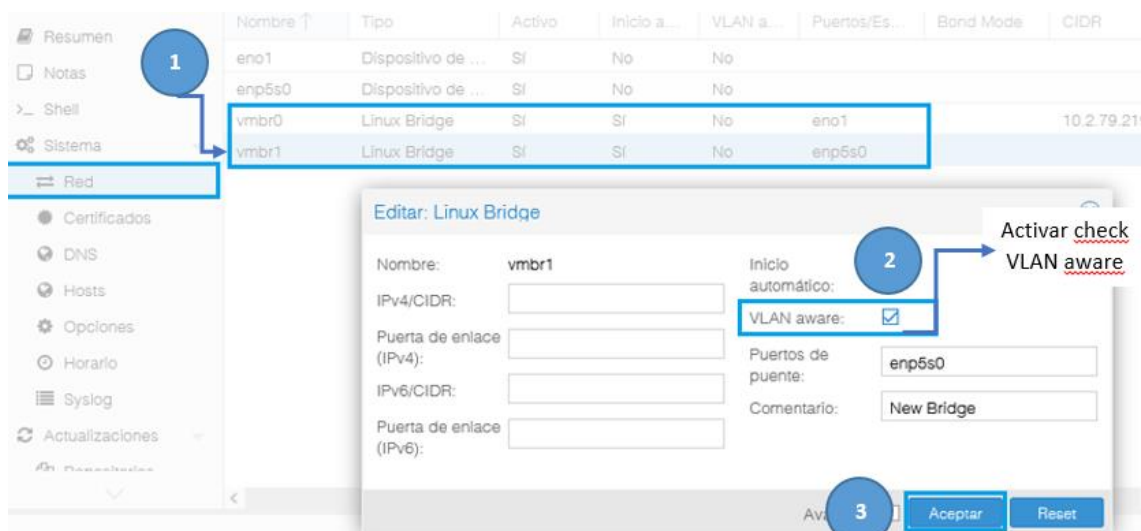 Nombre ↑ Tipo Activo Inicio a... VLAN a... Puertos/Es... Bond Mode CIDR
eno1 Dispositivo de ... Sí No No
enp5s0 Dispositivo de ... Sí No No
vmbr0 Linux Bridge Sí Sí No eno1 10.2.79.21
vmbr1 Linux Bridge Sí Sí No enp5s0
Resumen
Notas
1
>_ Shell
Sistema
Red
Certificados
DNS
Hosts
Opciones
Horario
Syslog
Actualizaciones
Editar: Linux Bridge
Nombre: vmbr1
IPv4/CIDR:
Puerta de enlace
(IPv4):
IPv6/CIDR:
Puerta de enlace
(IPv6):
Inicio
automático:
VLAN aware:
Puertos de
puente:
enp5s0
Comentario: New Bridge
2
Activar check
VLAN aware
3
Aceptar
Reset